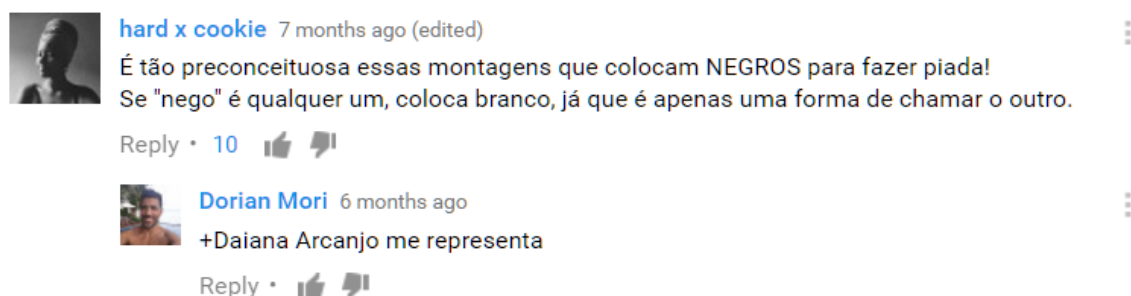 hard x cookie 7 months ago (edited)
É tão preconceituosa essas montagens que colocam NEGROS para fazer piada!
Se "nego" é qualquer um, coloca branco, já que é apenas uma forma de chamar o outro.
Reply • 10
Dorian Mori 6 months ago
+Daiana Arcanjo me representa
Reply •